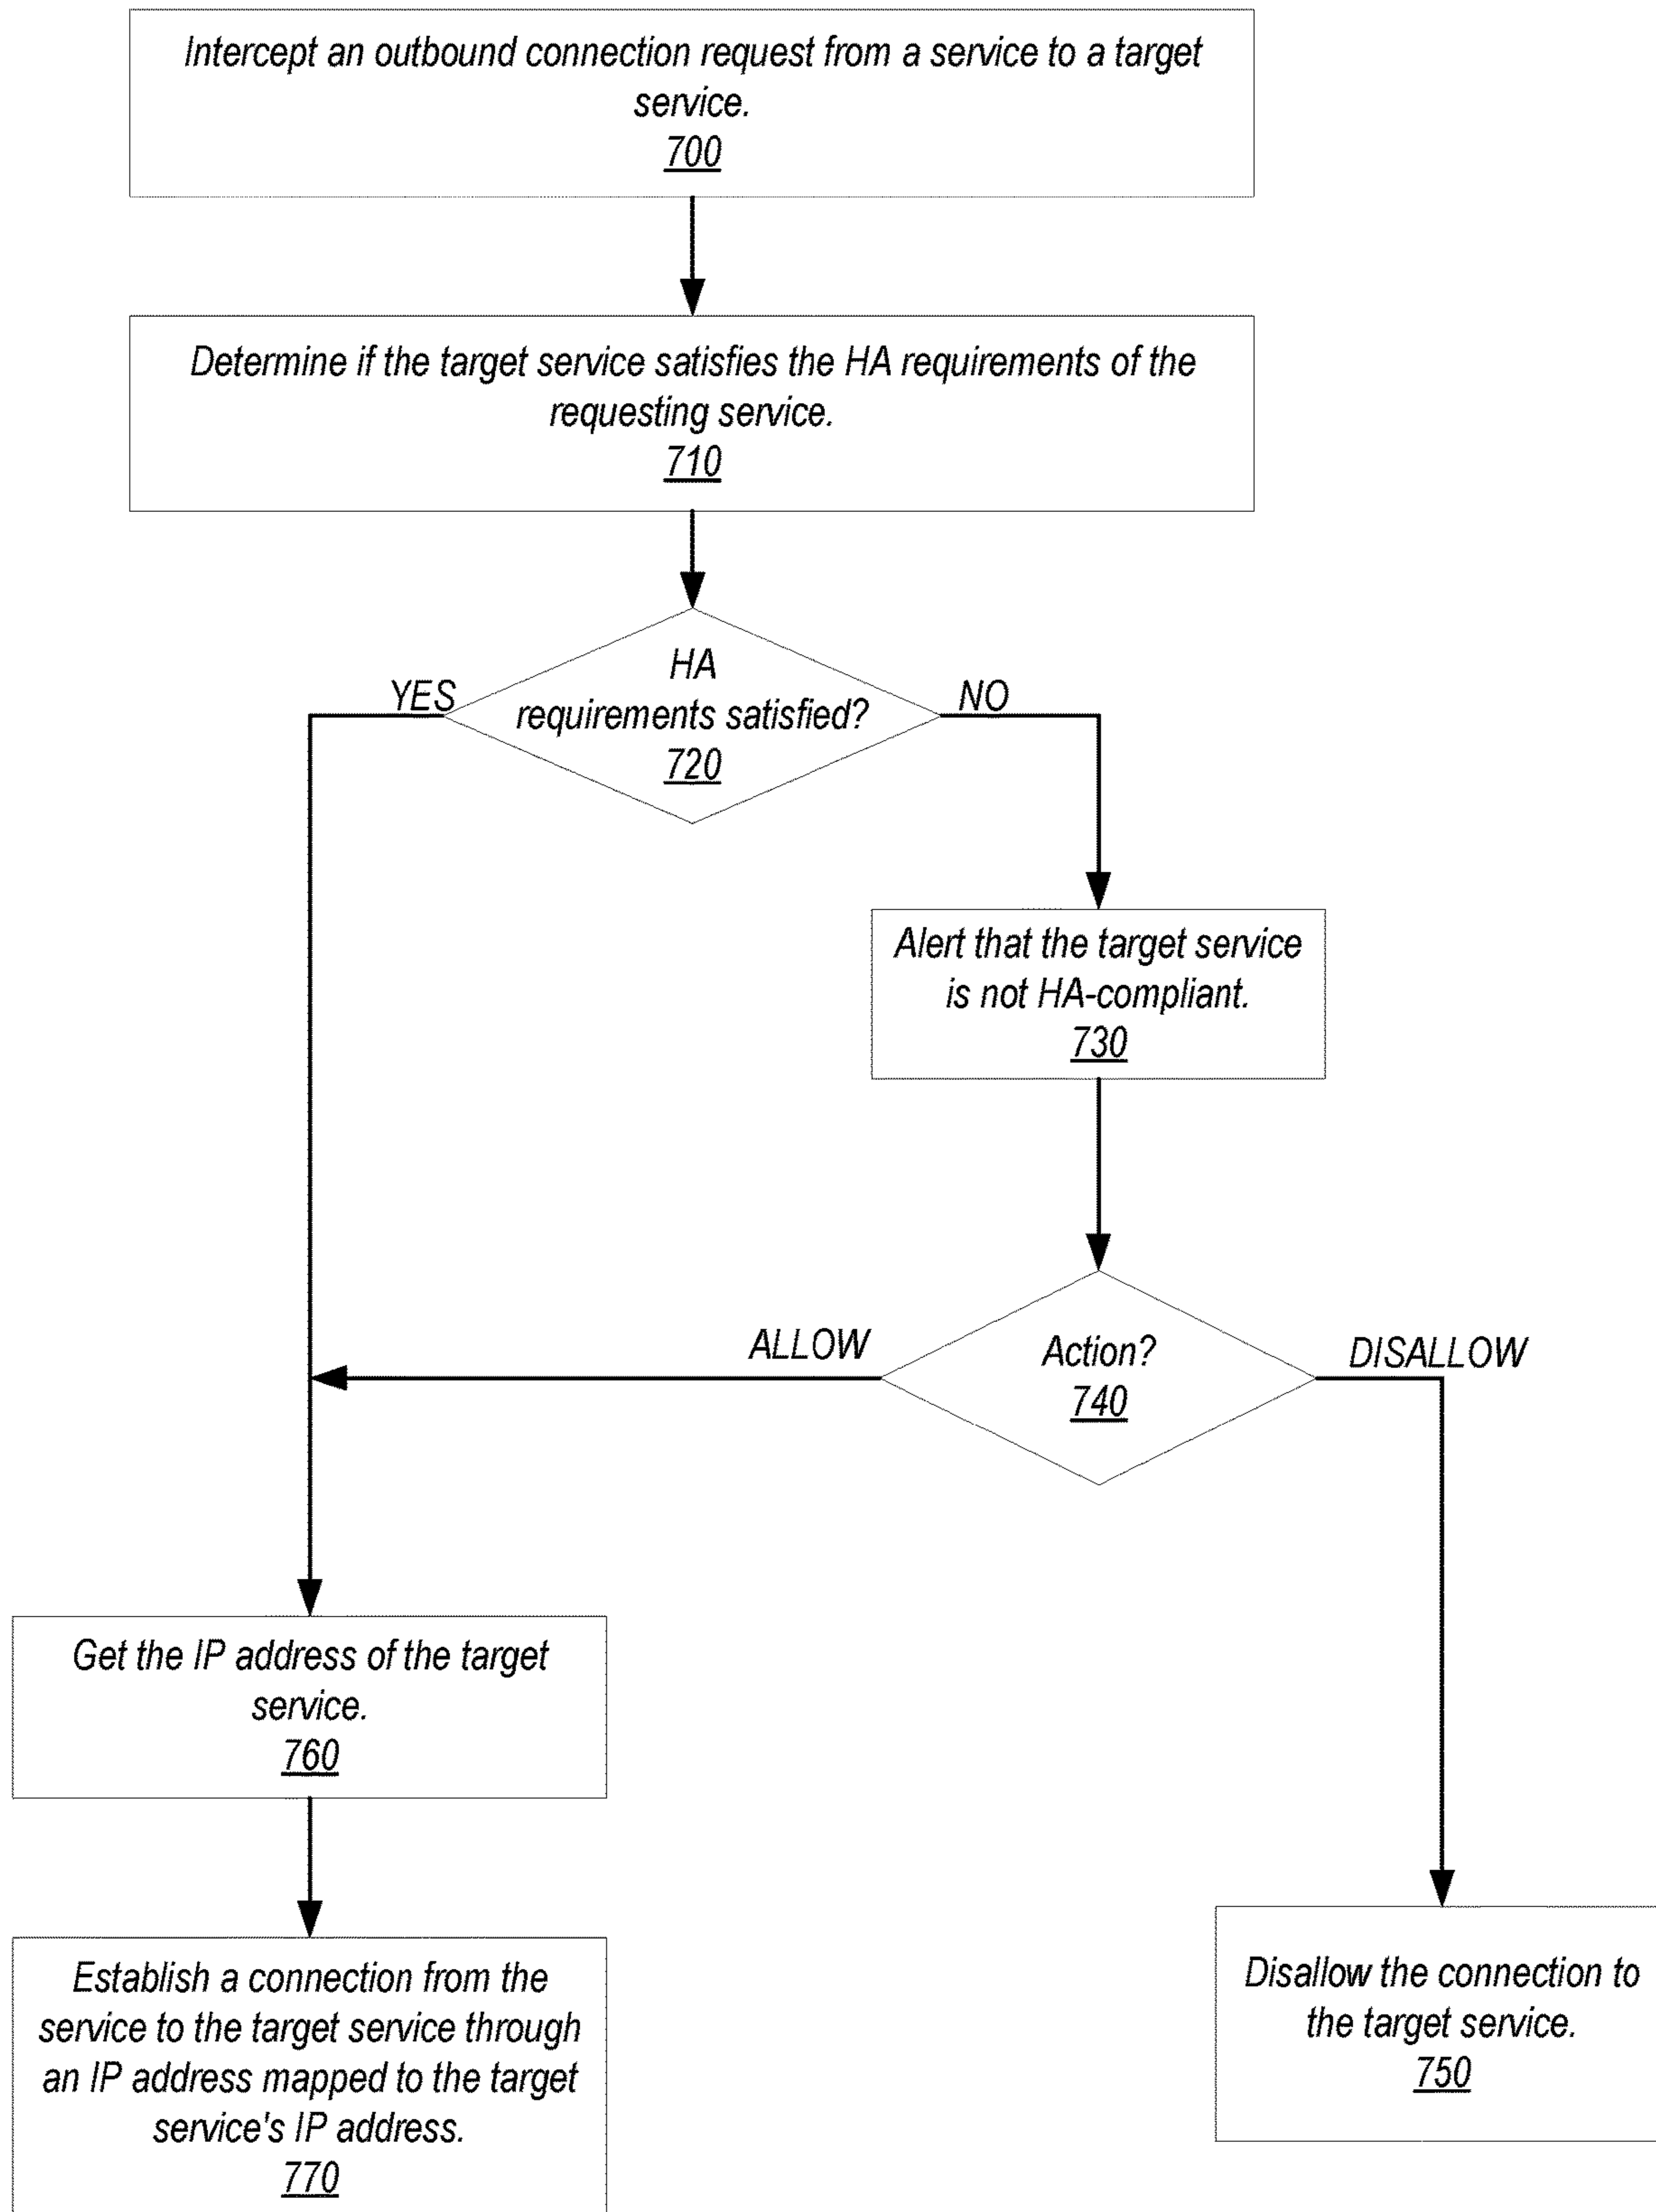 Intercept an outbound connection request from a service to a target
service.
700
Determine if the target service satisfies the HA requirements of the
requesting service.
710
HA
requirements satisfied?
720
YES
NO
Alert that the target service
is not HA-compliant.
730
Action?
740
ALLOW
DISALLOW
Get the IP address of the target
service.
760
Establish a connection from the
service to the target service through
an IP address mapped to the target
service's IP address.
770
Disallow the connection to
the target service.
750